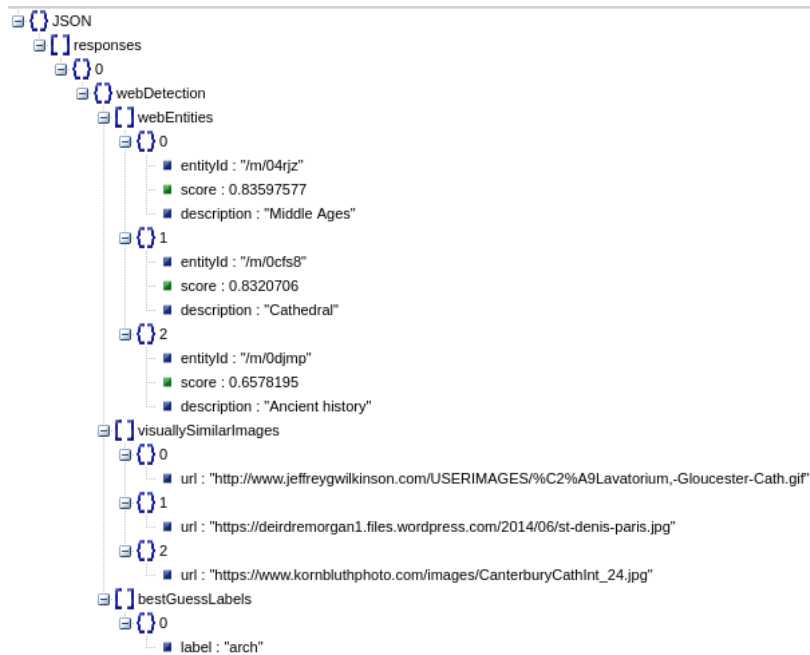 JSON
responses
0
webDetection
webEntities
0
entityId : "/m/04rjz"
score : 0.83597577
description : "Middle Ages"
1
entityId : "/m/0cfs8"
score : 0.8320706
description : "Cathedral"
2
entityId : "/m/0djmp"
score : 0.6578195
description : "Ancient history"
visuallySimilarImages
0
url : "http://www.jeffreygwilkinson.com/USERIMAGES/%C2%A9Lavatorium,-Gloucester-Cath.gif"
1
url : "https://deirdremorgan1.files.wordpress.com/2014/06/st-denis-paris.jpg"
2
url : "https://www.kornbluthphoto.com/images/CanterburyCathInt_24.jpg"
bestGuessLabels
0
label : "arch"